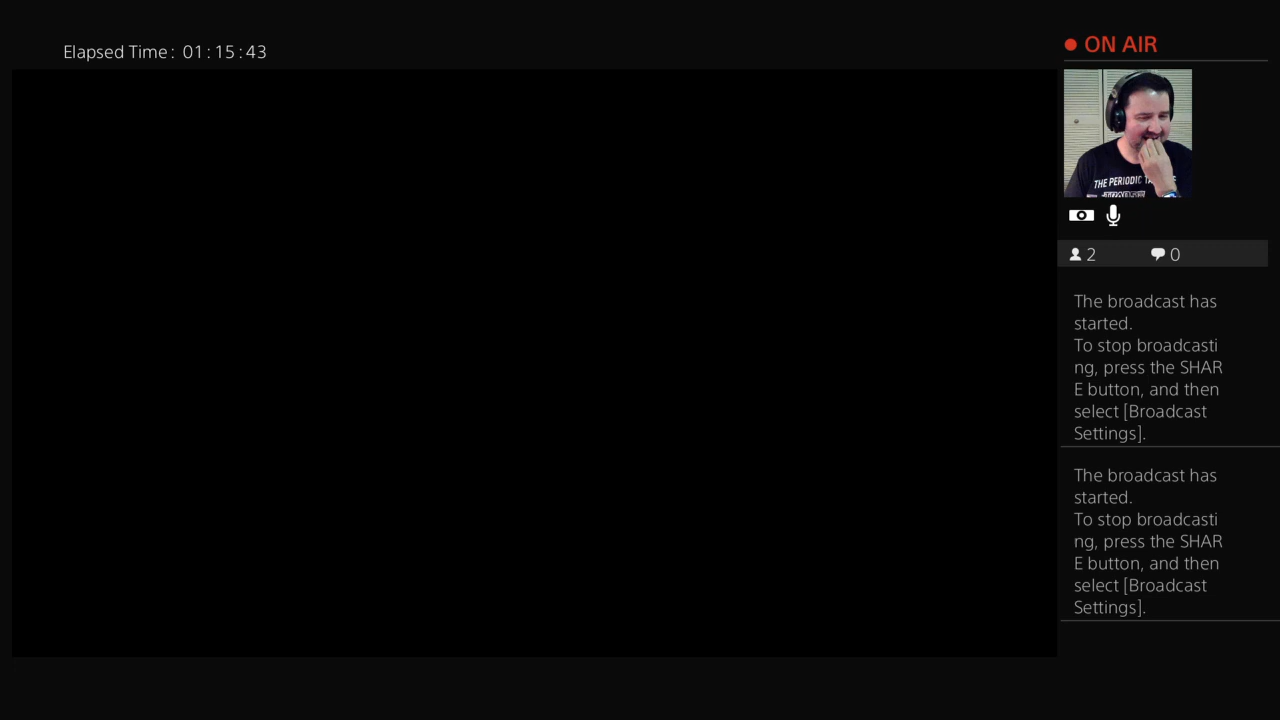 Elapsed Time: 01:15:43
ON AIR
THE PERIODIC
2
0
The broadcast has
started.
To stop broadcasti
ng, press the SHAR
E button, and then
select [Broadcast
Settings].
The broadcast has
started.
To stop broadcasti
ng, press the SHAR
E button, and then
select [Broadcast
Settings].